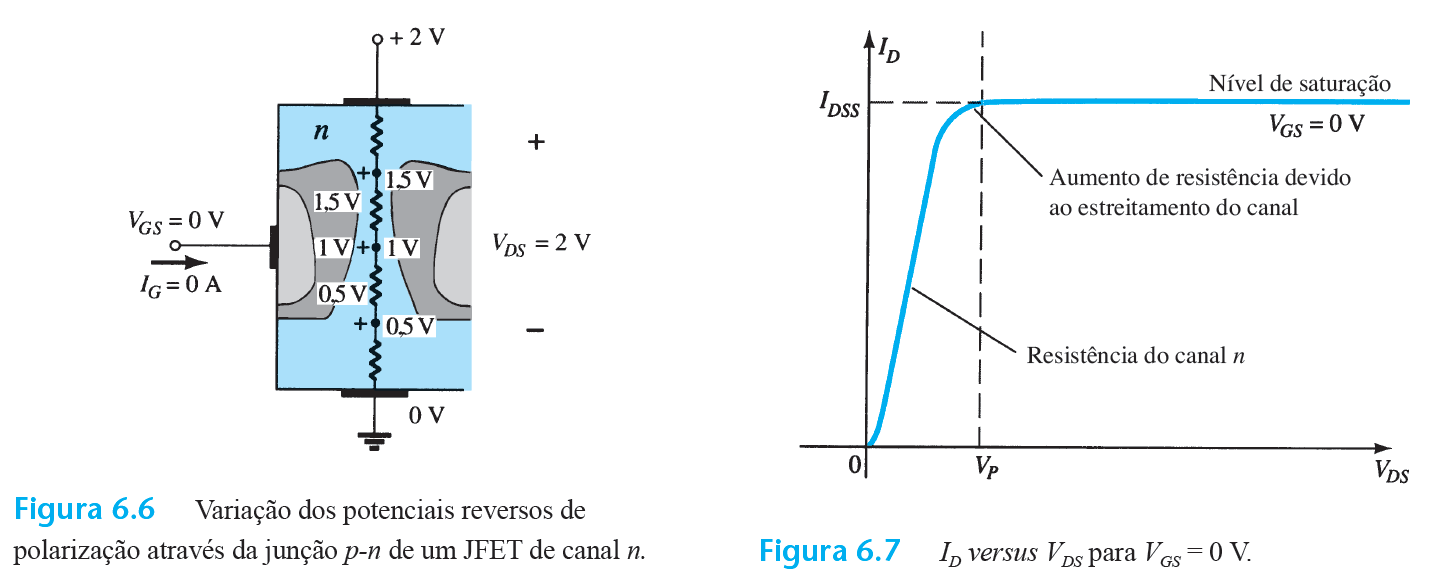 + 2 V
n
+
+ 1,5 V
1,5 V
V_GS = 0 V
1 V + 1 V
V_DS = 2 V
I_G = 0 A
0,5 V
+ 0,5 V
–
0 V
Figura 6.6 Variação dos potenciais reversos de
polarização através da junção p-n de um JFET de canal n.
I_D
Nível de saturação
I_DSS
V_GS = 0 V
Aumento de resistência devido
ao estreitamento do canal
Resistência do canal n
0
V_P
V_DS
Figura 6.7 I_D versus V_DS para V_GS = 0 V.